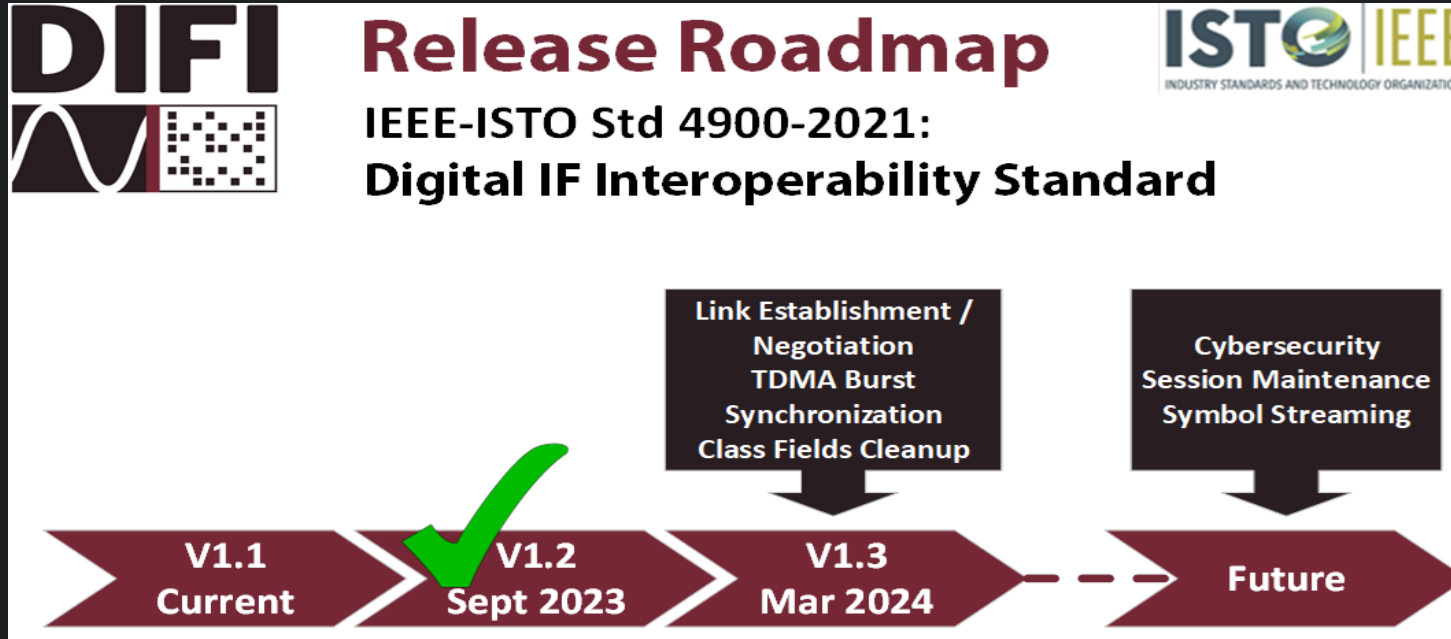 DIFI
Release Roadmap
ISTO IEEE
INDUSTRY STANDARDS AND TECHNOLOGY ORGANIZATION
IEEE-ISTO Std 4900-2021:
Digital IF Interoperability Standard
Link Establishment /
Negotiation
TDMA Burst
Synchronization
Class Fields Cleanup
Cybersecurity
Session Maintenance
Symbol Streaming
V1.1
Current
V1.2
Sept 2023
V1.3
Mar 2024
Future